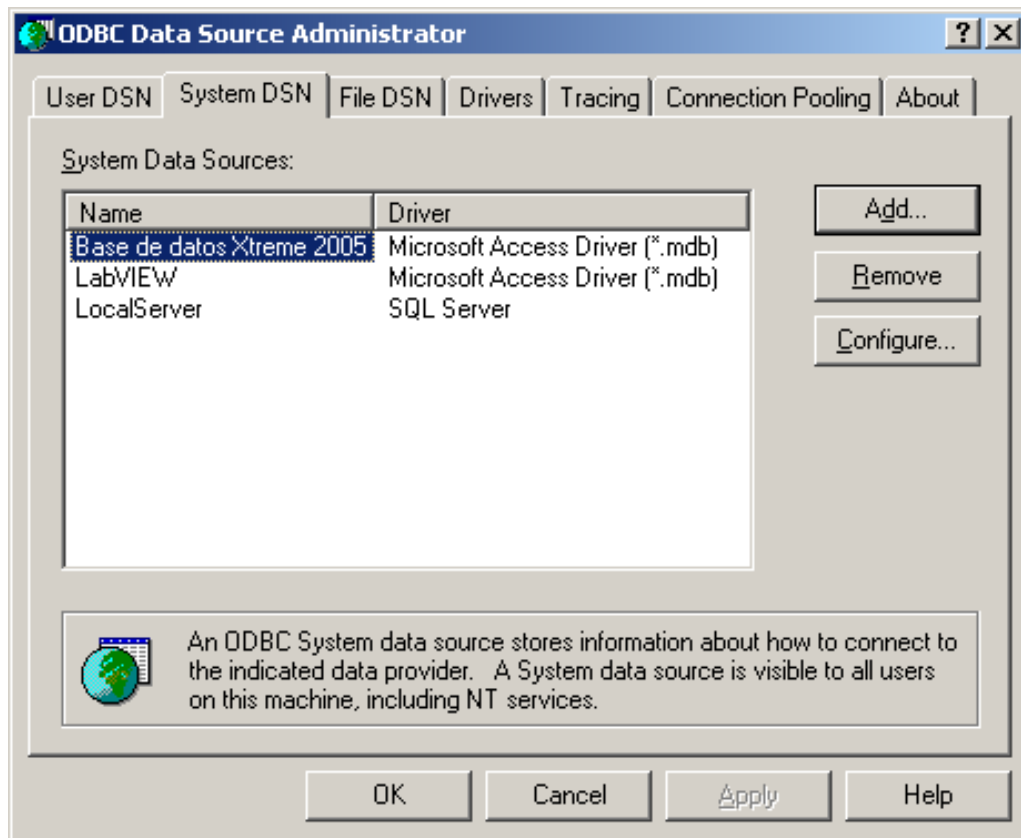 ODBC Data Source Administrator
User DSN System DSN File DSN Drivers Tracing Connection Pooling About
System Data Sources:
Name Driver
Base de datos Xtreme 2005 Microsoft Access Driver (*.mdb)
LabVIEW Microsoft Access Driver (*.mdb)
LocalServer SQL Server
Add...
Remove
Configure...
An ODBC System data source stores information about how to connect to
the indicated data provider. A System data source is visible to all users
on this machine, including NT services.
OK Cancel Apply Help